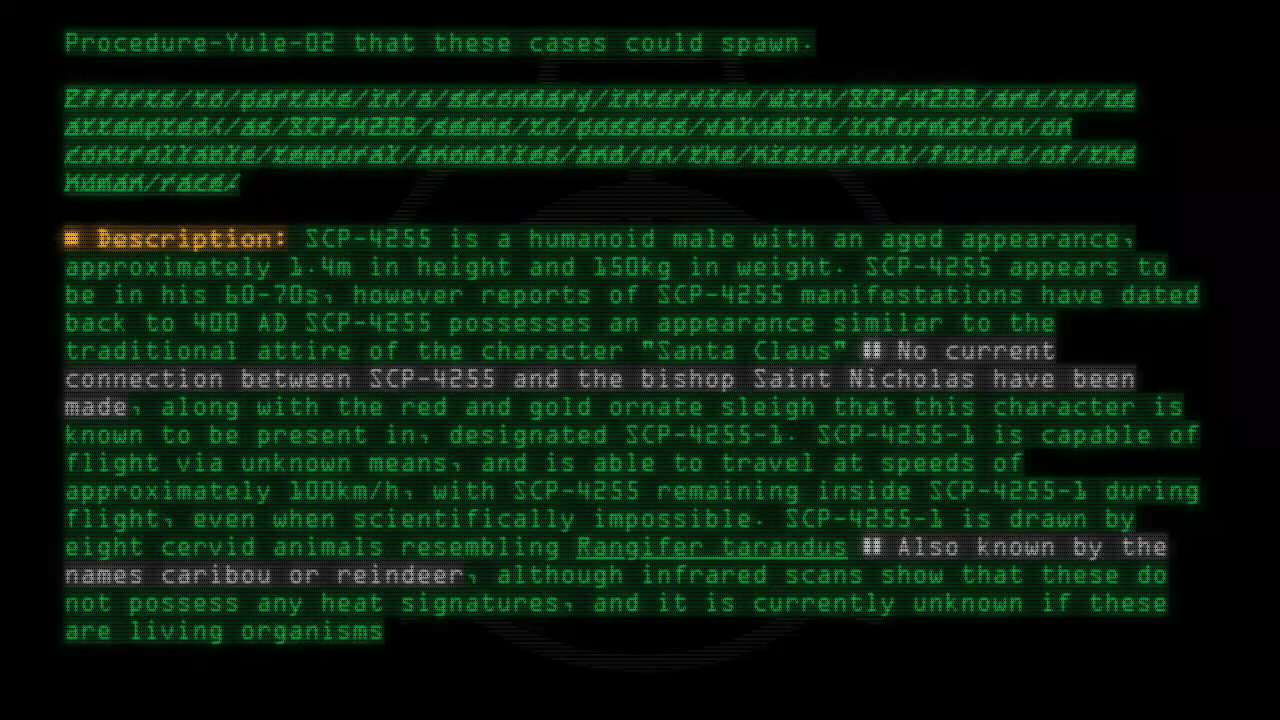 Procedure-Yule-02 that these cases could spawn.
Efforts to partake in a secondary interview with SCP-4255 are to be
attempted, as SCP-4255 seems to possess valuable information on
controllable temporal anomalies and on the historical future of the
human race.
■ Description: SCP-4255 is a humanoid male with an aged appearance,
approximately 1.4m in height and 150kg in weight. SCP-4255 appears to
be in his 60-70s, however reports of SCP-4255 manifestations have dated
back to 400 AD SCP-4255 possesses an appearance similar to the
traditional attire of the character "Santa Claus" ⏸ No current
connection between SCP-4255 and the bishop Saint Nicholas have been
made, along with the red and gold ornate sleigh that this character is
known to be present in, designated SCP-4255-1. SCP-4255-1 is capable of
flight via unknown means, and is able to travel at speeds of
approximately 100km/h, with SCP-4255 remaining inside SCP-4255-1 during
flight, even when scientifically impossible. SCP-4255-1 is drawn by
eight cervid animals resembling Rangifer tarandus ⏸ Also known by the
names caribou or reindeer, although infrared scans show that these do
not possess any heat signatures, and it is currently unknown if these
are living organisms